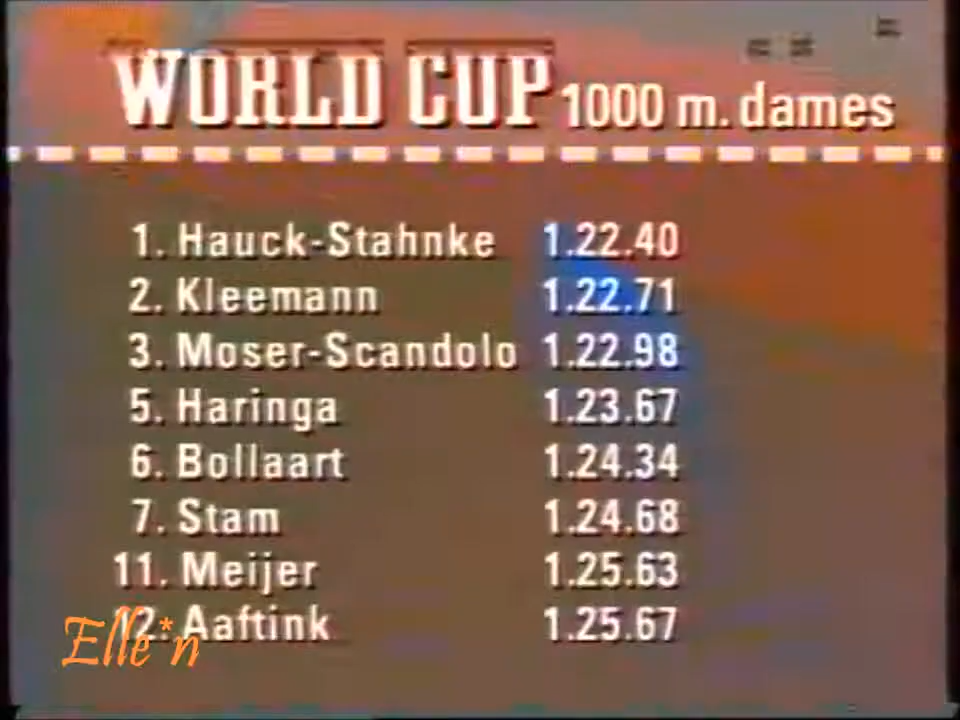 WORLD CUP 1000 m. dames
1. Hauck-Stahnke 1.22.40
2. Kleemann 1.22.71
3. Moser-Scandolo 1.22.98
5. Haringa 1.23.67
6. Bollaart 1.24.34
7. Stam 1.24.68
11. Meijer 1.25.63
12. Aaftink 1.25.67
Elle*n